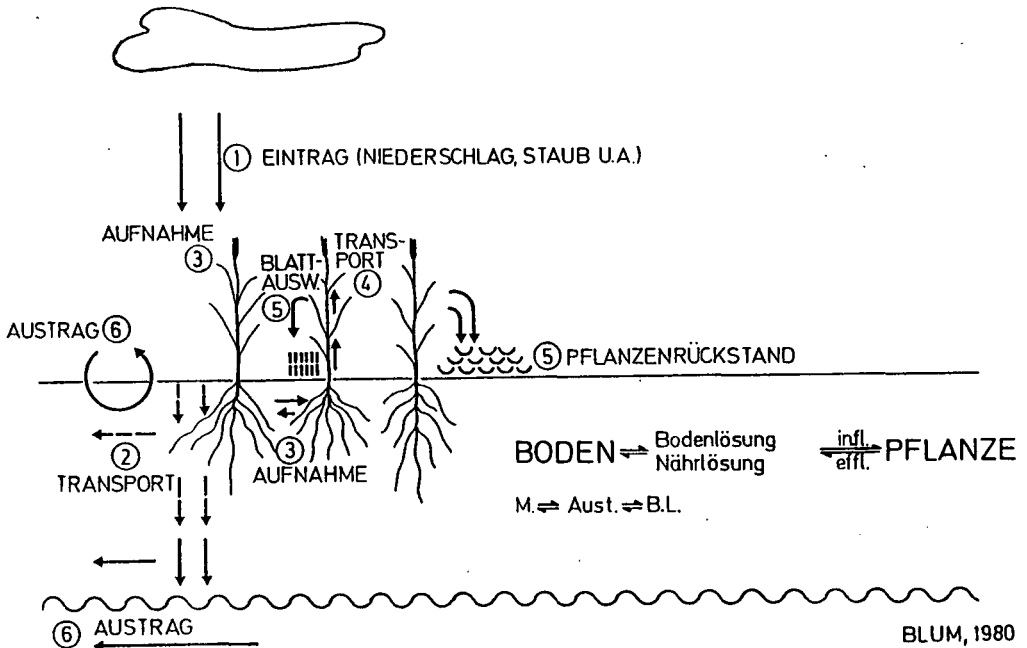 ① EINTRAG (NIEDERSCHLAG, STAUB U.A.)
AUFNAHME
③
BLATT-
AUSW.
⑤
TRANS-
PORT
④
AUSTRAG ⑥
⑤ PFLANZENRÜCKSTAND
②
TRANSPORT
③
AUFNAHME
BODEN ⇌ Bodenlösung
Nährlösung
infl.
effl.
PFLANZE
M. ⇌ Aust. ⇌ B.L.
⑥ AUSTRAG
BLUM, 1980